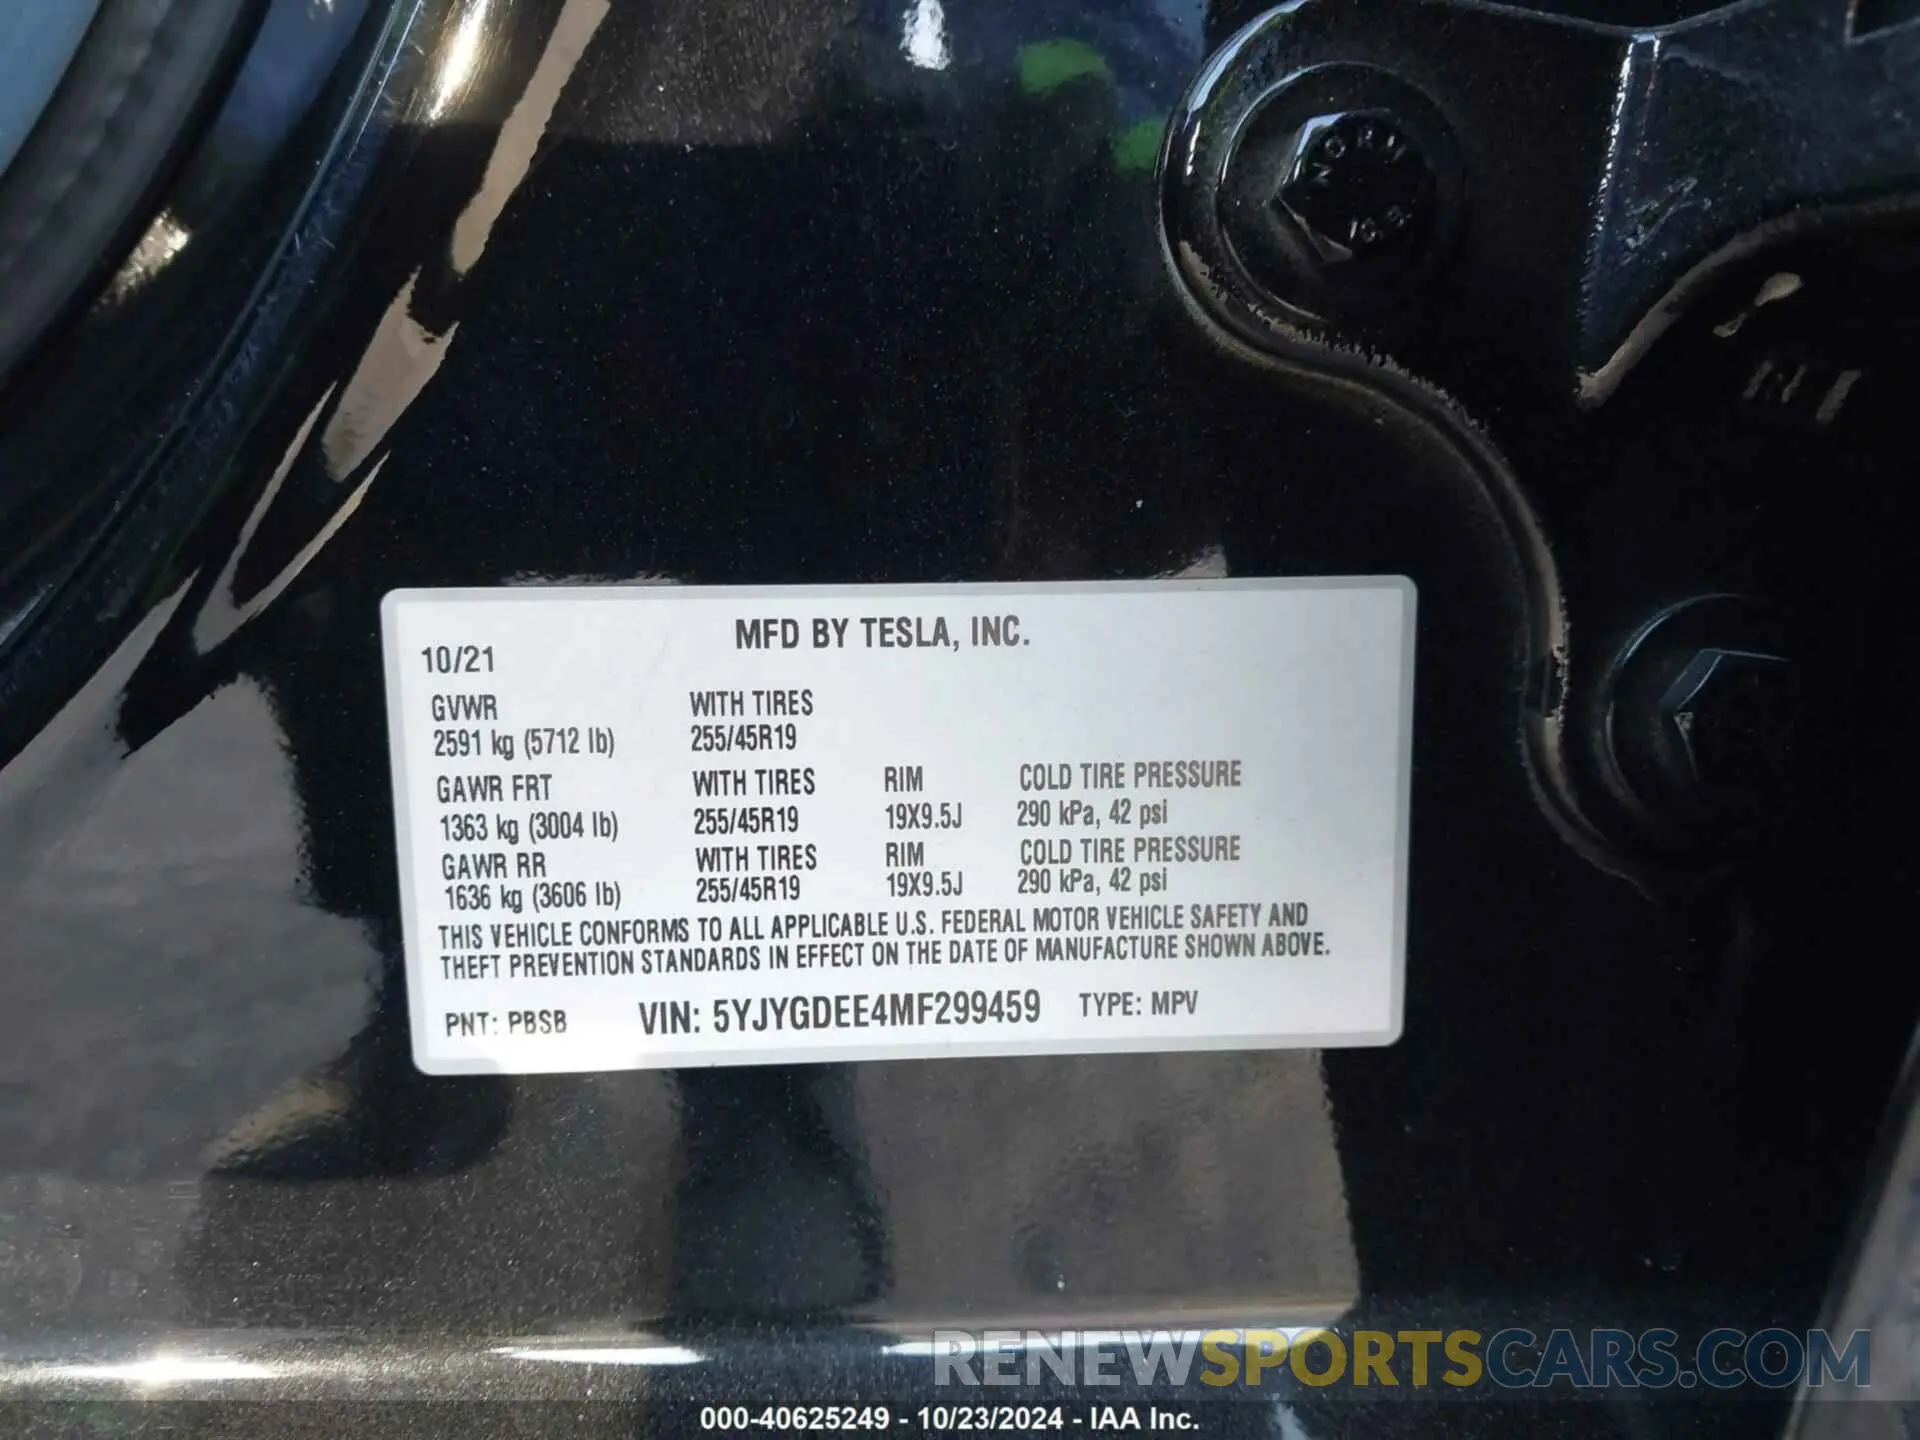 NORM
10.9
MFD BY TESLA, INC.
10/21
GVWR WITH TIRES
2591 kg (5712 lb) 255/45R19
GAWR FRT WITH TIRES RIM COLD TIRE PRESSURE
1363 kg (3004 lb) 255/45R19 19X9.5J 290 kPa, 42 psi
GAWR RR WITH TIRES RIM COLD TIRE PRESSURE
1636 kg (3606 lb) 255/45R19 19X9.5J 290 kPa, 42 psi
THIS VEHICLE CONFORMS TO ALL APPLICABLE U.S. FEDERAL MOTOR VEHICLE SAFETY AND
THEFT PREVENTION STANDARDS IN EFFECT ON THE DATE OF MANUFACTURE SHOWN ABOVE.
PNT: PBSB VIN: 5YJYGDEE4MF299459 TYPE: MPV
RENEWSPORTSCARS.COM
000-40625249 - 10/23/2024 - IAA Inc.